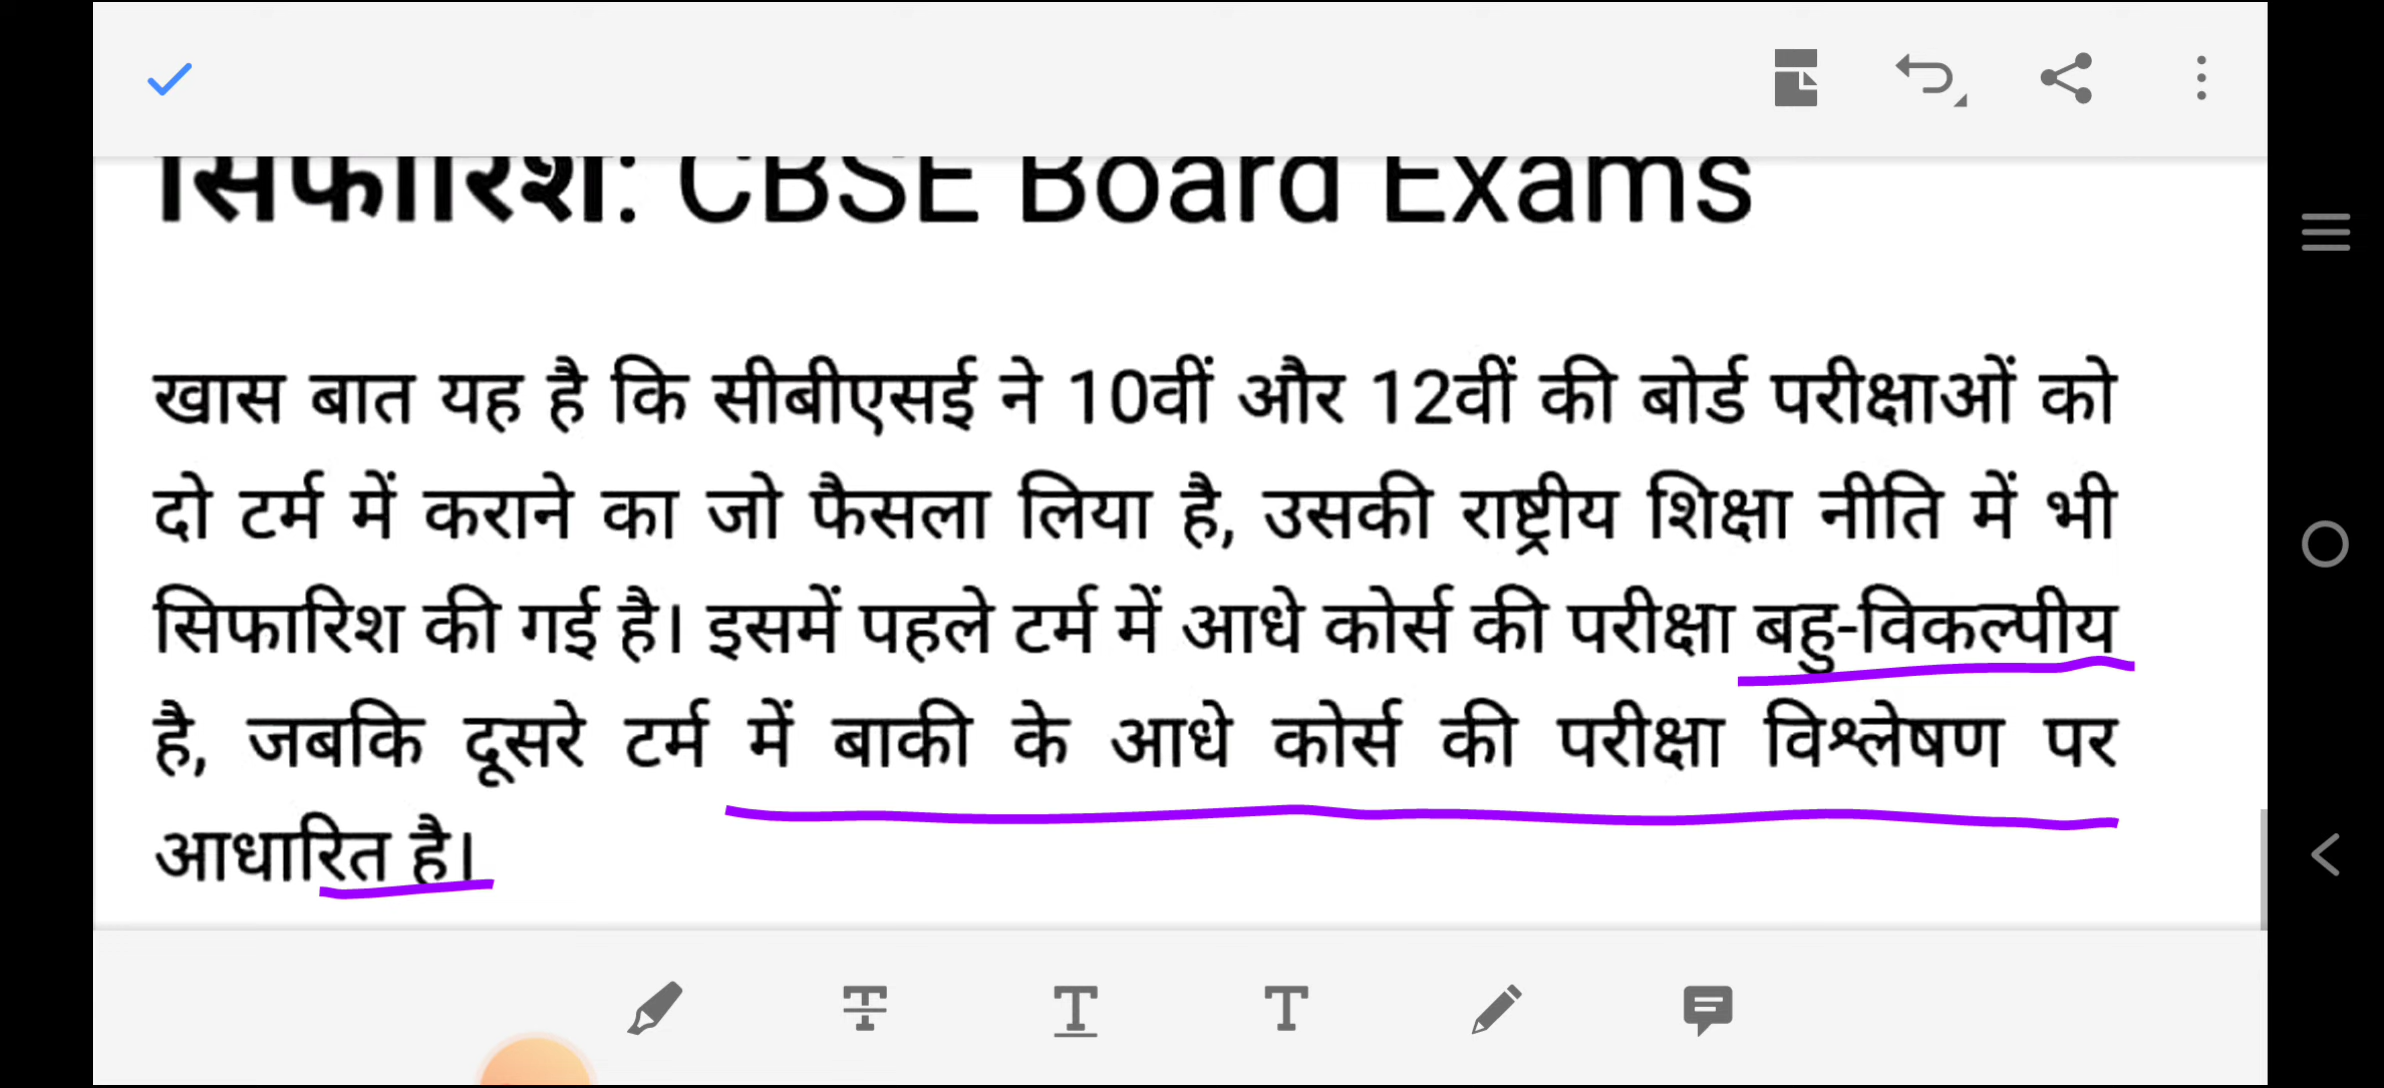 सिफारिश: CBSE Board Exams
खास बात यह है कि सीबीएसई ने 10वीं और 12वीं की बोर्ड परीक्षाओं को
दो टर्म में कराने का जो फैसला लिया है, उसकी राष्ट्रीय शिक्षा नीति में भी
सिफारिश की गई है। इसमें पहले टर्म में आधे कोर्स की परीक्षा बहु-विकल्पीय
है, जबकि दूसरे टर्म में बाकी के आधे कोर्स की परीक्षा विश्लेषण पर
आधारित है।